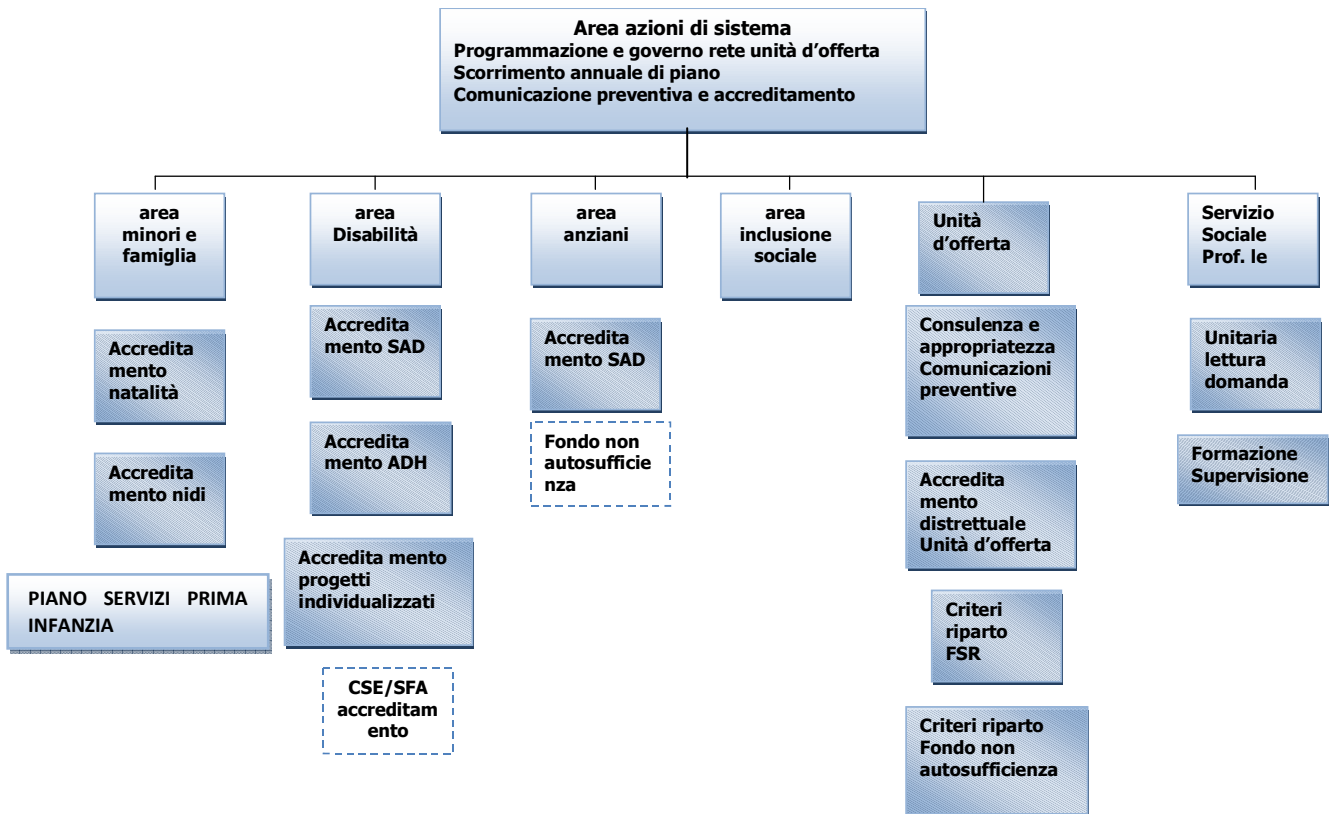 Area azioni di sistema
Programmazione e governo rete unità d'offerta
Scorrimento annuale di piano
Comunicazione preventiva e accreditamento
area
minori e
famiglia
area
Disabilità
area
anziani
area
inclusione
sociale
Unità
d'offerta
Servizio
Sociale
Prof. le
Accredita
mento
natalità
Accredita
mento nidi
PIANO SERVIZI PRIMA
INFANZIA
Accredita
mento SAD
Accredita
mento ADH
Accredita mento
progetti
individualizzati
CSE/SFA
accreditam
ento
Accredita
mento SAD
Fondo non
autosufficie
nza
Consulenza e
appropriatezza
Comunicazioni
preventive
Accredita
mento
distrettuale
Unità d'offerta
Criteri
riparto
FSR
Criteri riparto
Fondo non
autosufficienza
Unitaria
lettura
domanda
Formazione
Supervisione